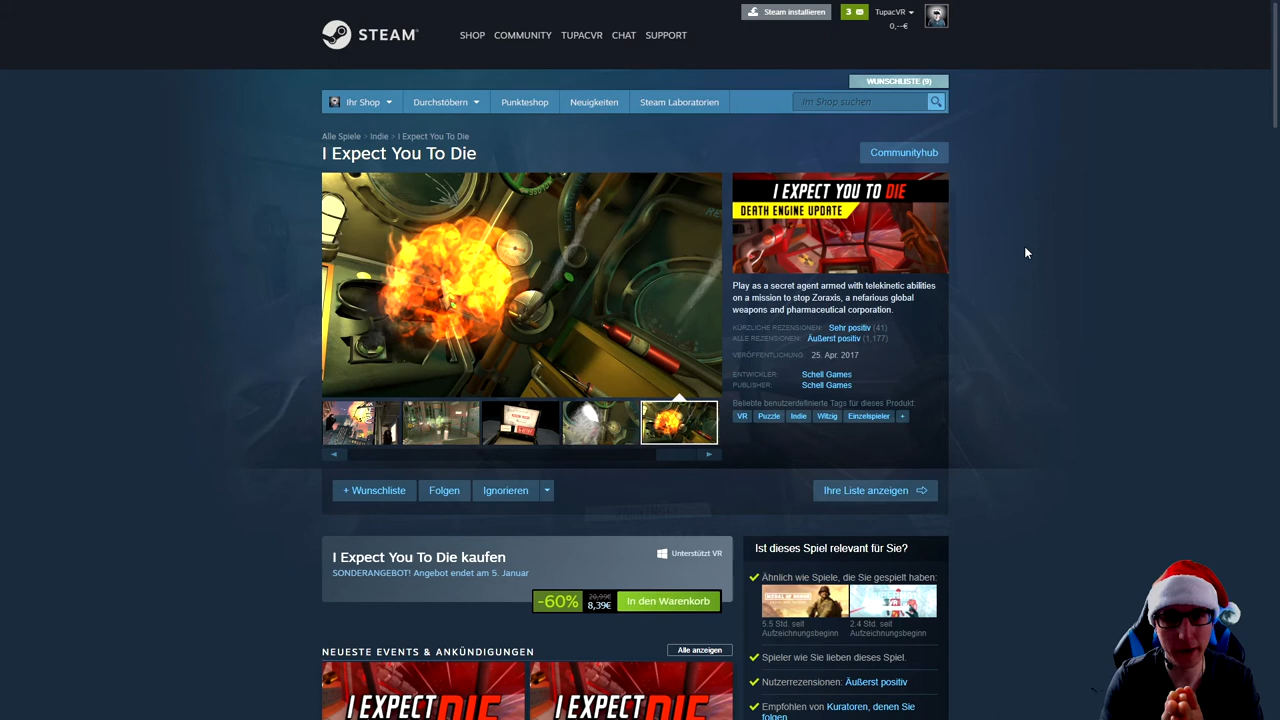 Steam installieren
3
TupacVR
0,--€
STEAM®
SHOP COMMUNITY TUPACVR CHAT SUPPORT
WUNSCHLISTE (9)
Ihr Shop Durchstöbern Punkteshop Neuigkeiten Steam Laboratorien
Im Shop suchen
Alle Spiele > Indie > I Expect You To Die
I Expect You To Die
Communityhub
I EXPECT YOU TO DIE
DEATH ENGINE UPDATE
Play as a secret agent armed with telekinetic abilities
on a mission to stop Zoraxis, a nefarious global
weapons and pharmaceutical corporation.
KÜRZLICHE REZENSIONEN: Sehr positiv (41)
ALLE REZENSIONEN: Äußerst positiv (1,177)
VERÖFFENTLICHUNG 25. Apr. 2017
ENTWICKLER: Schell Games
PUBLISHER: Schell Games
Beliebte benutzerdefinierte Tags für dieses Produkt:
VR Puzzle Indie Witzig Einzelspieler +
+ Wunschliste Folgen Ignorieren
Ihre Liste anzeigen
I Expect You To Die kaufen
Unterstützt VR
SONDERANGEBOT! Angebot endet am 5. Januar
-60% 20,99€ 8,39€ In den Warenkorb
NEUESTE EVENTS & ANKÜNDIGUNGEN
Alle anzeigen
I EXPECT
DIE
I EXPECT
DIE
Ist dieses Spiel relevant für Sie?
Ähnlich wie Spiele, die Sie gespielt haben:
5.5 Std. seit Aufzeichnungsbeginn
2.4 Std. seit Aufzeichnungsbeginn
Spieler wie Sie lieben dieses Spiel.
Nutzerrezensionen: Äußerst positiv
Empfohlen von Kuratoren, denen Sie
folgen